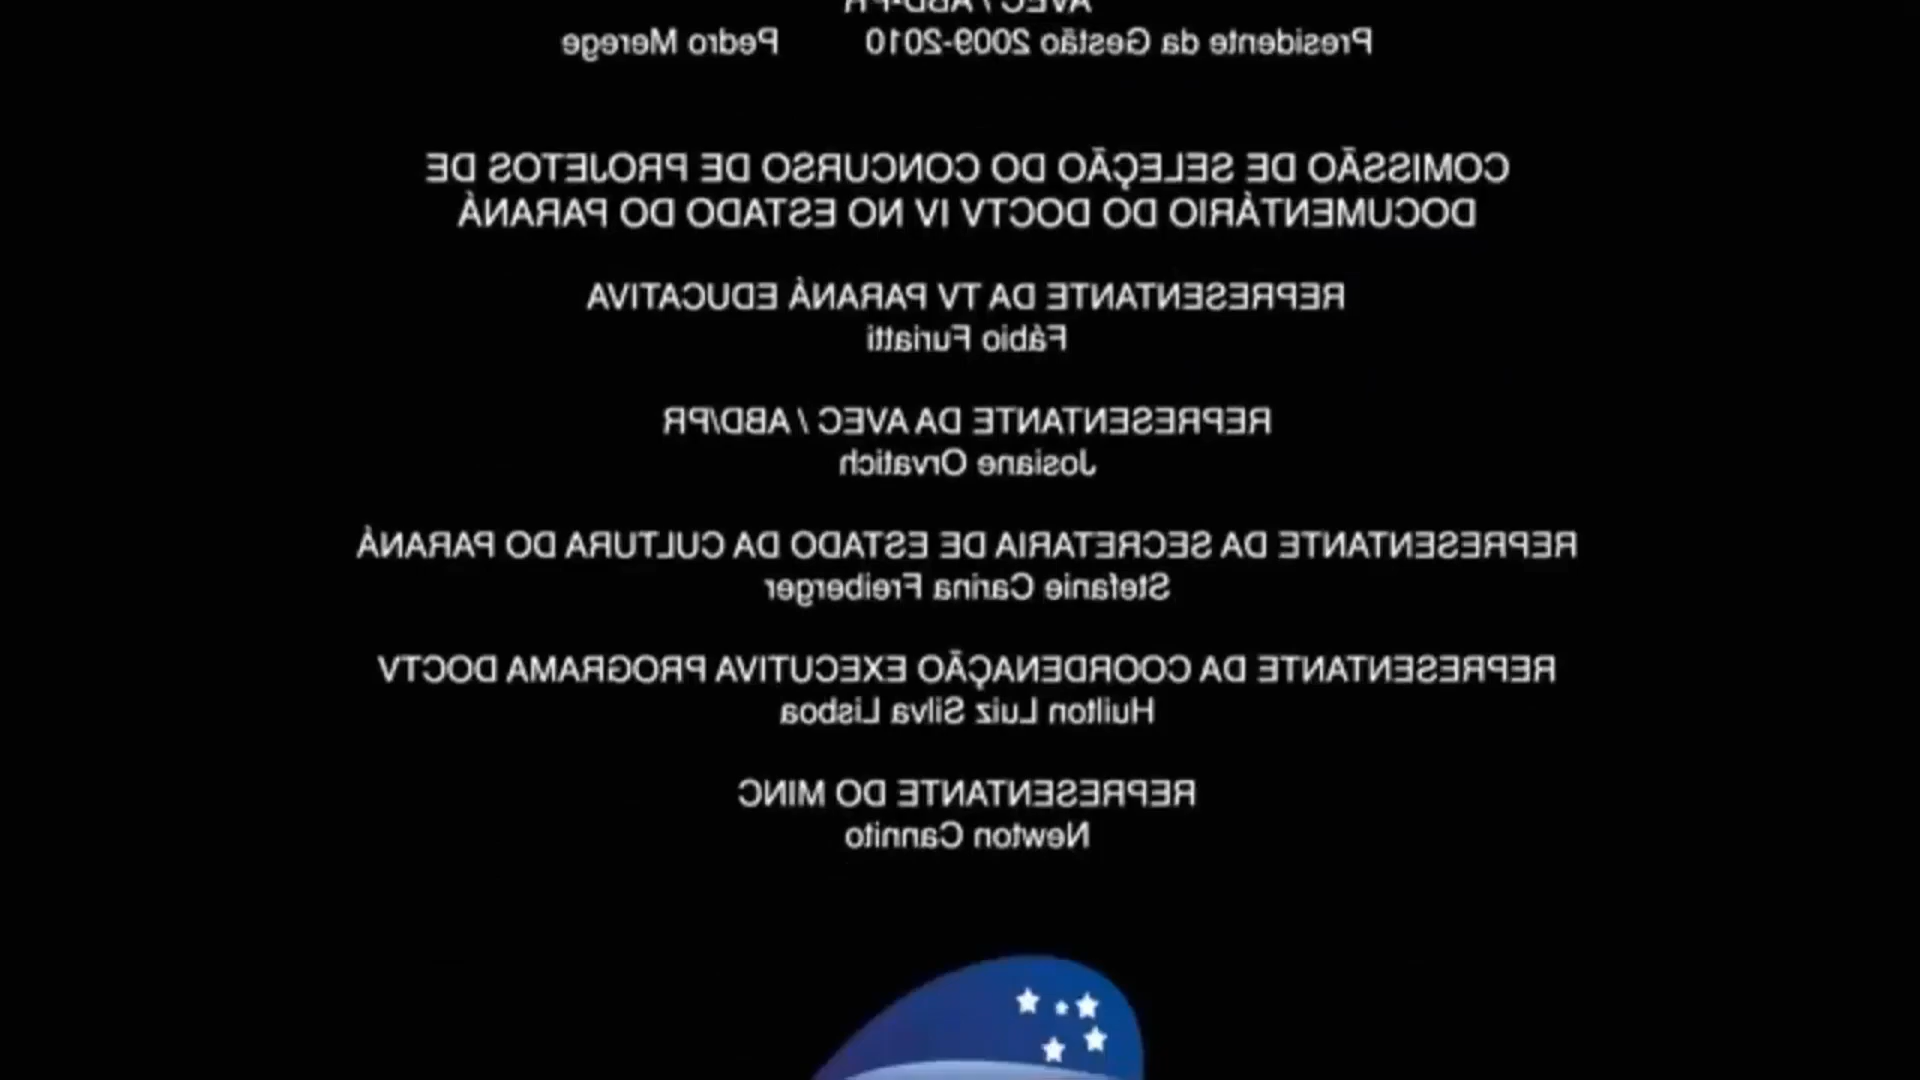 AVEC / ABD-PR
Presidente da Gestão 2009-2010 Pedro Merege
COMISSÃO DE SELEÇÃO DO CONCURSO DE PROJETOS DE
DOCUMENTÁRIO DO DOCTV IV NO ESTADO DO PARANÁ
REPRESENTANTE DA TV PARANÁ EDUCATIVA
Fábio Furiatti
REPRESENTANTE DA AVEC / ABD/PR
Josiane Orvatich
REPRESENTANTE DA SECRETARIA DE ESTADO DA CULTURA DO PARANÁ
Stefanie Carina Freiberger
REPRESENTANTE DA COORDENAÇÃO EXECUTIVA PROGRAMA DOCTV
Huilton Luiz Silva Lisboa
REPRESENTANTE DO MINC
Newton Cannito